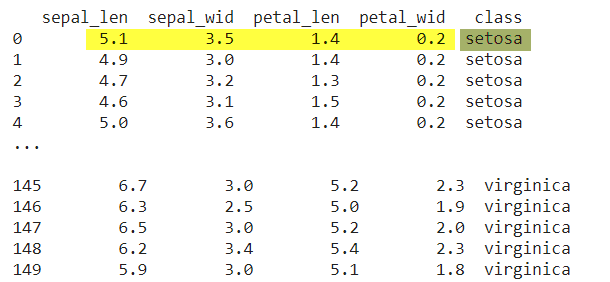 sepal_len sepal_wid petal_len petal_wid class
0 5.1 3.5 1.4 0.2 setosa
1 4.9 3.0 1.4 0.2 setosa
2 4.7 3.2 1.3 0.2 setosa
3 4.6 3.1 1.5 0.2 setosa
4 5.0 3.6 1.4 0.2 setosa
...
145 6.7 3.0 5.2 2.3 virginica
146 6.3 2.5 5.0 1.9 virginica
147 6.5 3.0 5.2 2.0 virginica
148 6.2 3.4 5.4 2.3 virginica
149 5.9 3.0 5.1 1.8 virginica